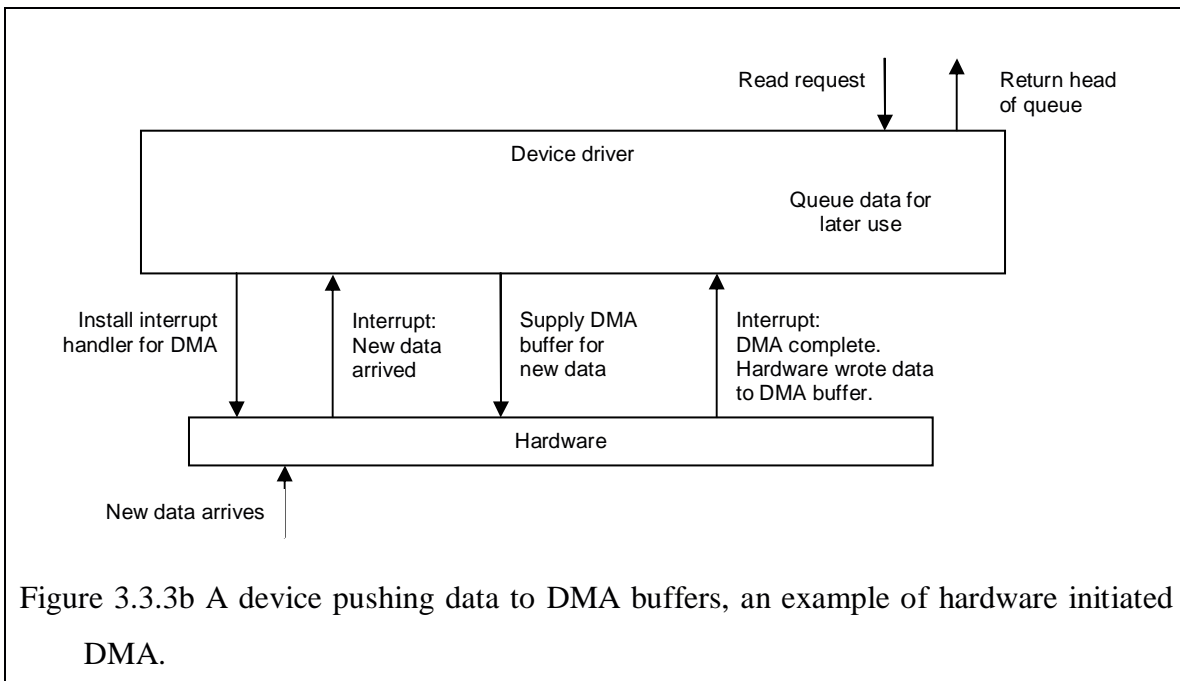 Read request
Return head
of queue
Device driver
Queue data for
later use
Install interrupt
handler for DMA
Interrupt:
New data
arrived
Supply DMA
buffer for
new data
Interrupt:
DMA complete.
Hardware wrote data
to DMA buffer.
Hardware
New data arrives
Figure 3.3.3b A device pushing data to DMA buffers, an example of hardware initiated
DMA.